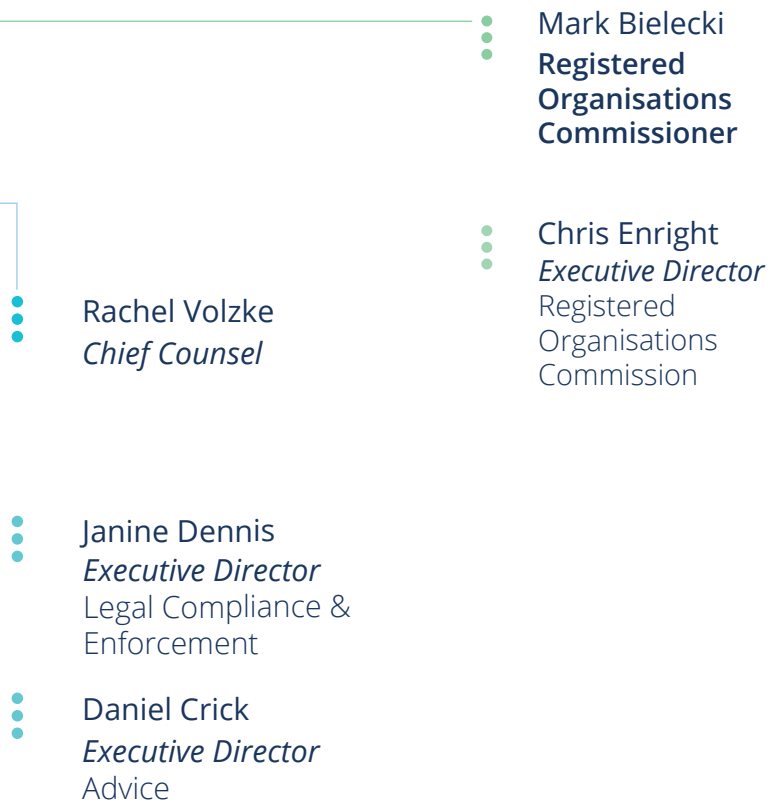 Mark Bielecki
Registered
Organisations
Commissioner
Chris Enright
Executive Director
Registered
Organisations
Commission
Rachel Volzke
Chief Counsel
Janine Dennis
Executive Director
Legal Compliance &
Enforcement
Daniel Crick
Executive Director
Advice